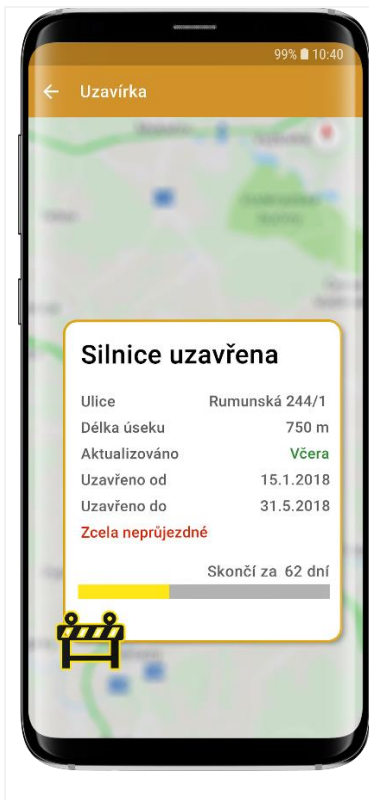 99% 10:40
Uzavírka
Silnice uzavřena
Ulice Rumunská 244/1
Délka úseku 750 m
Aktualizováno Včera
Uzavřeno od 15.1.2018
Uzavřeno do 31.5.2018
Zcela neprůjezdné
Skončí za 62 dní